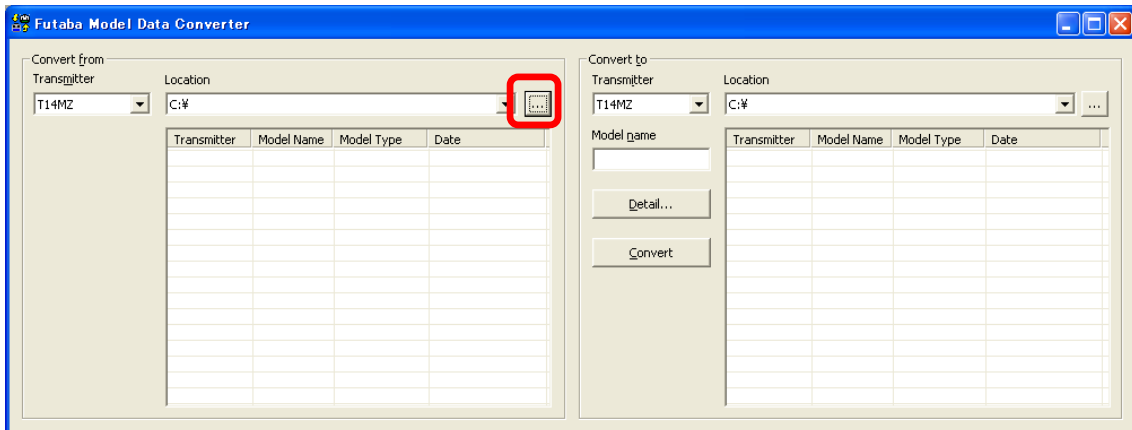 Futaba Model Data Converter
Convert from
Transmitter Location
T14MZ C:¥ ...
Transmitter Model Name Model Type Date
Convert to
Transmitter Location
T14MZ C:¥ ...
Model name
Transmitter Model Name Model Type Date
Detail...
Convert